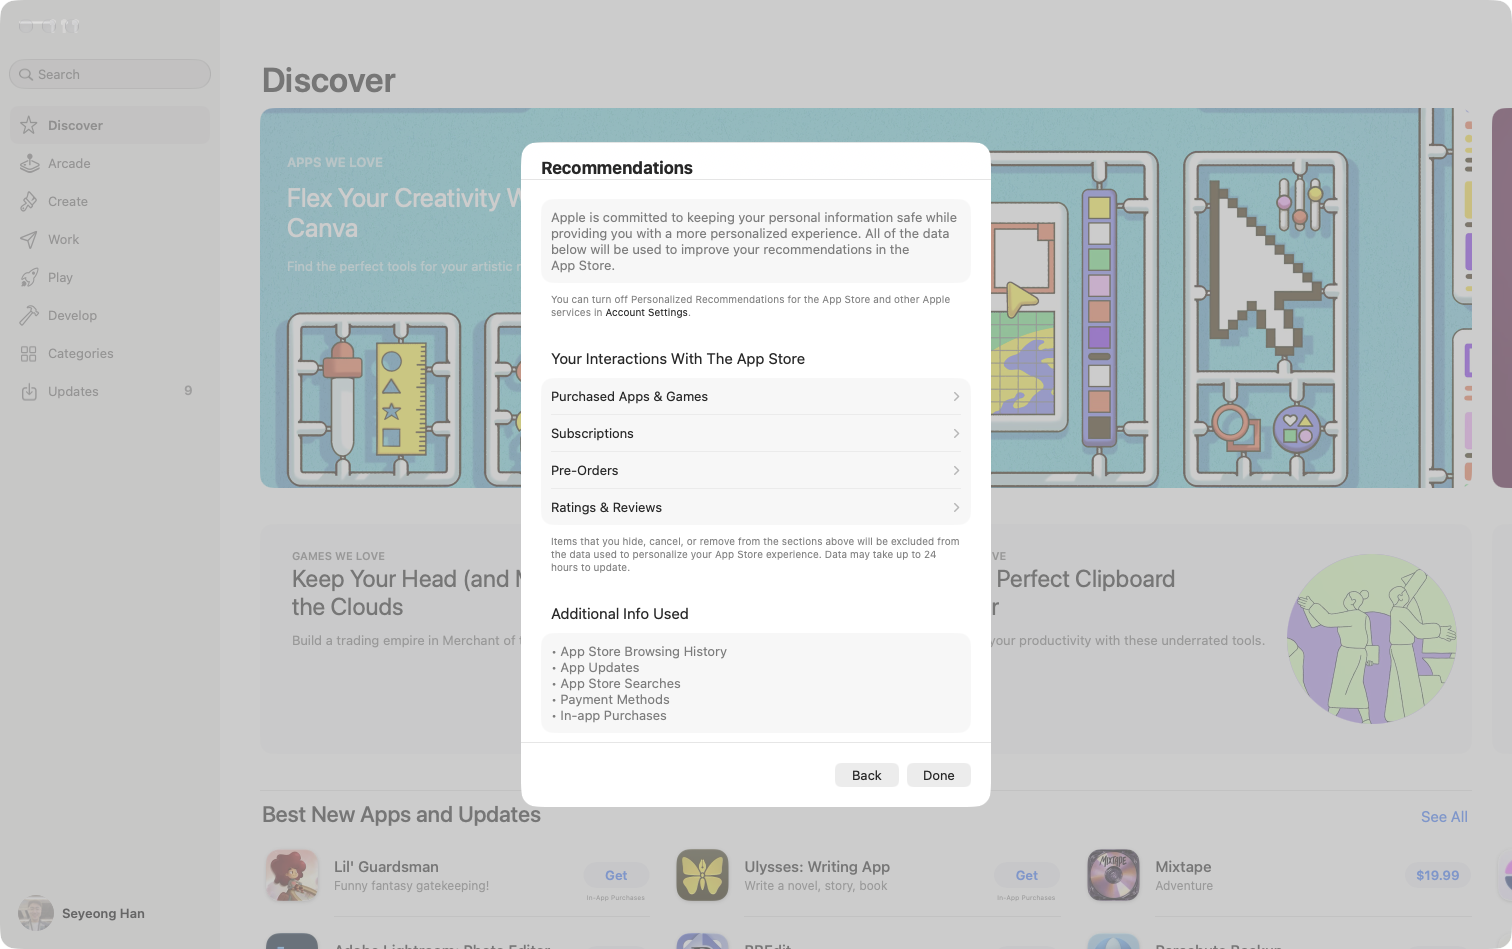 Search
Discover
Arcade
Create
Work
Play
Develop
Categories
Updates 9
Seyeong Han
Discover
APPS WE LOVE
Flex Your Creativity
Canva
Find the perfect tools for your artistic
Recommendations
Apple is committed to keeping your personal information safe while
providing you with a more personalized experience. All of the data
below will be used to improve your recommendations in the
App Store.
You can turn off Personalized Recommendations for the App Store and other Apple
services in Account Settings.
Your Interactions With The App Store
Purchased Apps & Games
Subscriptions
Pre-Orders
Ratings & Reviews
Items that you hide, cancel, or remove from the sections above will be excluded from
the data used to personalize your App Store experience. Data may take up to 24
hours to update.
Additional Info Used
• App Store Browsing History
• App Updates
• App Store Searches
• Payment Methods
• In-app Purchases
Back
Done
GAMES WE LOVE
Keep Your Head (and
the Clouds
Build a trading empire in Merchant of
Perfect Clipboard
your productivity with these underrated tools.
Best New Apps and Updates
See All
Lil' Guardsman
Funny fantasy gatekeeping!
Get
In-App Purchases
Ulysses: Writing App
Write a novel, story, book
Get
In-App Purchases
MIXTAPE
Mixtape
Adventure
$19.99